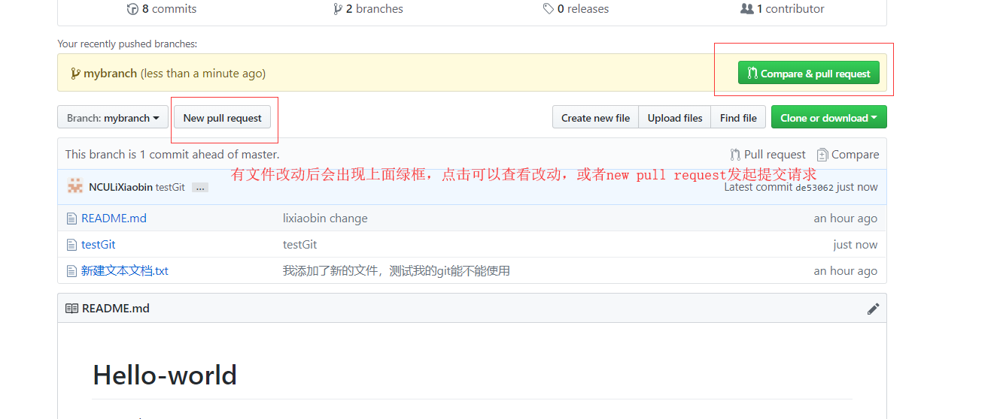 8 commits 2 branches 0 releases 1 contributor
Your recently pushed branches:
mybranch (less than a minute ago) Compare & pull request
Branch: mybranch New pull request Create new file Upload files Find file Clone or download
This branch is 1 commit ahead of master. Pull request Compare
有文件改动后会出现上面绿框，点击可以查看改动，或者new pull request发起提交请求
NCULiXiaobin testGit … Latest commit de53062 just now
README.md lixiaobin change an hour ago
testGit testGit just now
新建文本文档.txt 我添加了新的文件，测试我的git能不能使用 an hour ago
README.md
Hello-world